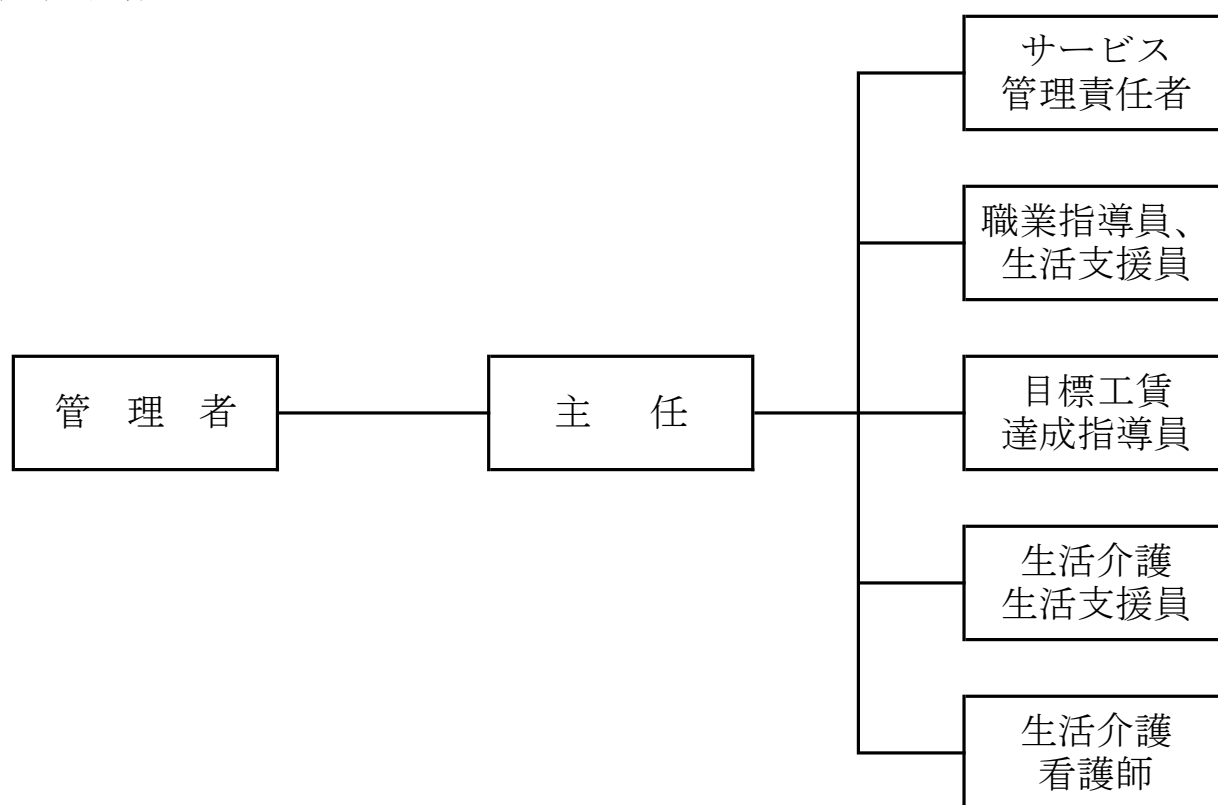 サービス
管理責任者
職業指導員、
生活支援員
管理者
主任
目標工賃
達成指導員
生活介護
生活支援員
生活介護
看護師